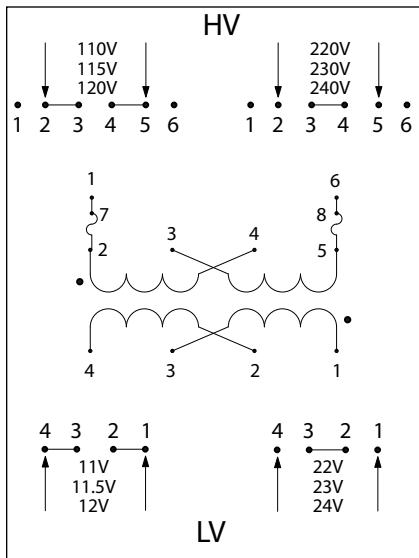 HV
110V 220V
115V 230V
120V 240V
1 2 3 4 5 6 1 2 3 4 5 6
1 6
7 8
3 4
2 5
4 3 2 1
4 3 2 1 4 3 2 1
11V 22V
11.5V 23V
12V 24V
LV